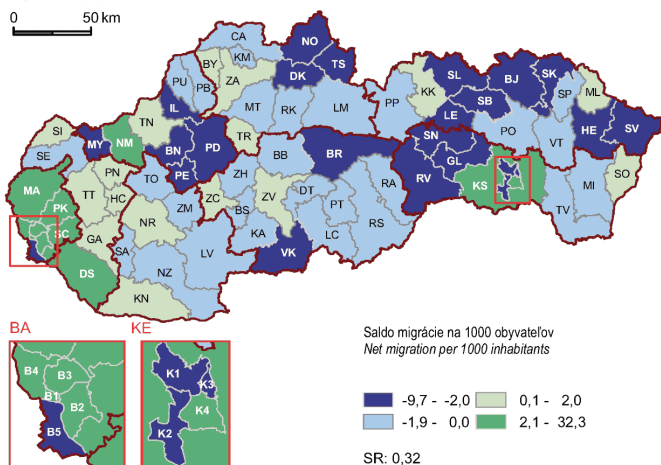 0 50 km
CA
NO
TS
BY
KM
DK
PU
PB
ZA
SL
BJ
SK
KK
SP
ML
IL
MT
RK
LM
PP
SB
LE
TN
SI
MY
NM
BN
PD
TR
PO
VT
HE
SV
SE
PE
BB
BR
SN
GL
RV
KS
SO
MA
PN
TO
ZH
MI
PK
TT
HC
ZM
ZC
ZV
DT
RA
TV
SC
NR
BS
PT
GA
SA
KA
LC
RS
LV
NZ
VK
DS
KN
BA
KE
B4
B3
B1
B2
B5
K1
K3
K4
K2
Saldo migrácie na 1000 obyvateľov
Net migration per 1000 inhabitants
-9,7 - -2,0
0,1 - 2,0
-1,9 - 0,0
2,1 - 32,3
SR: 0,32